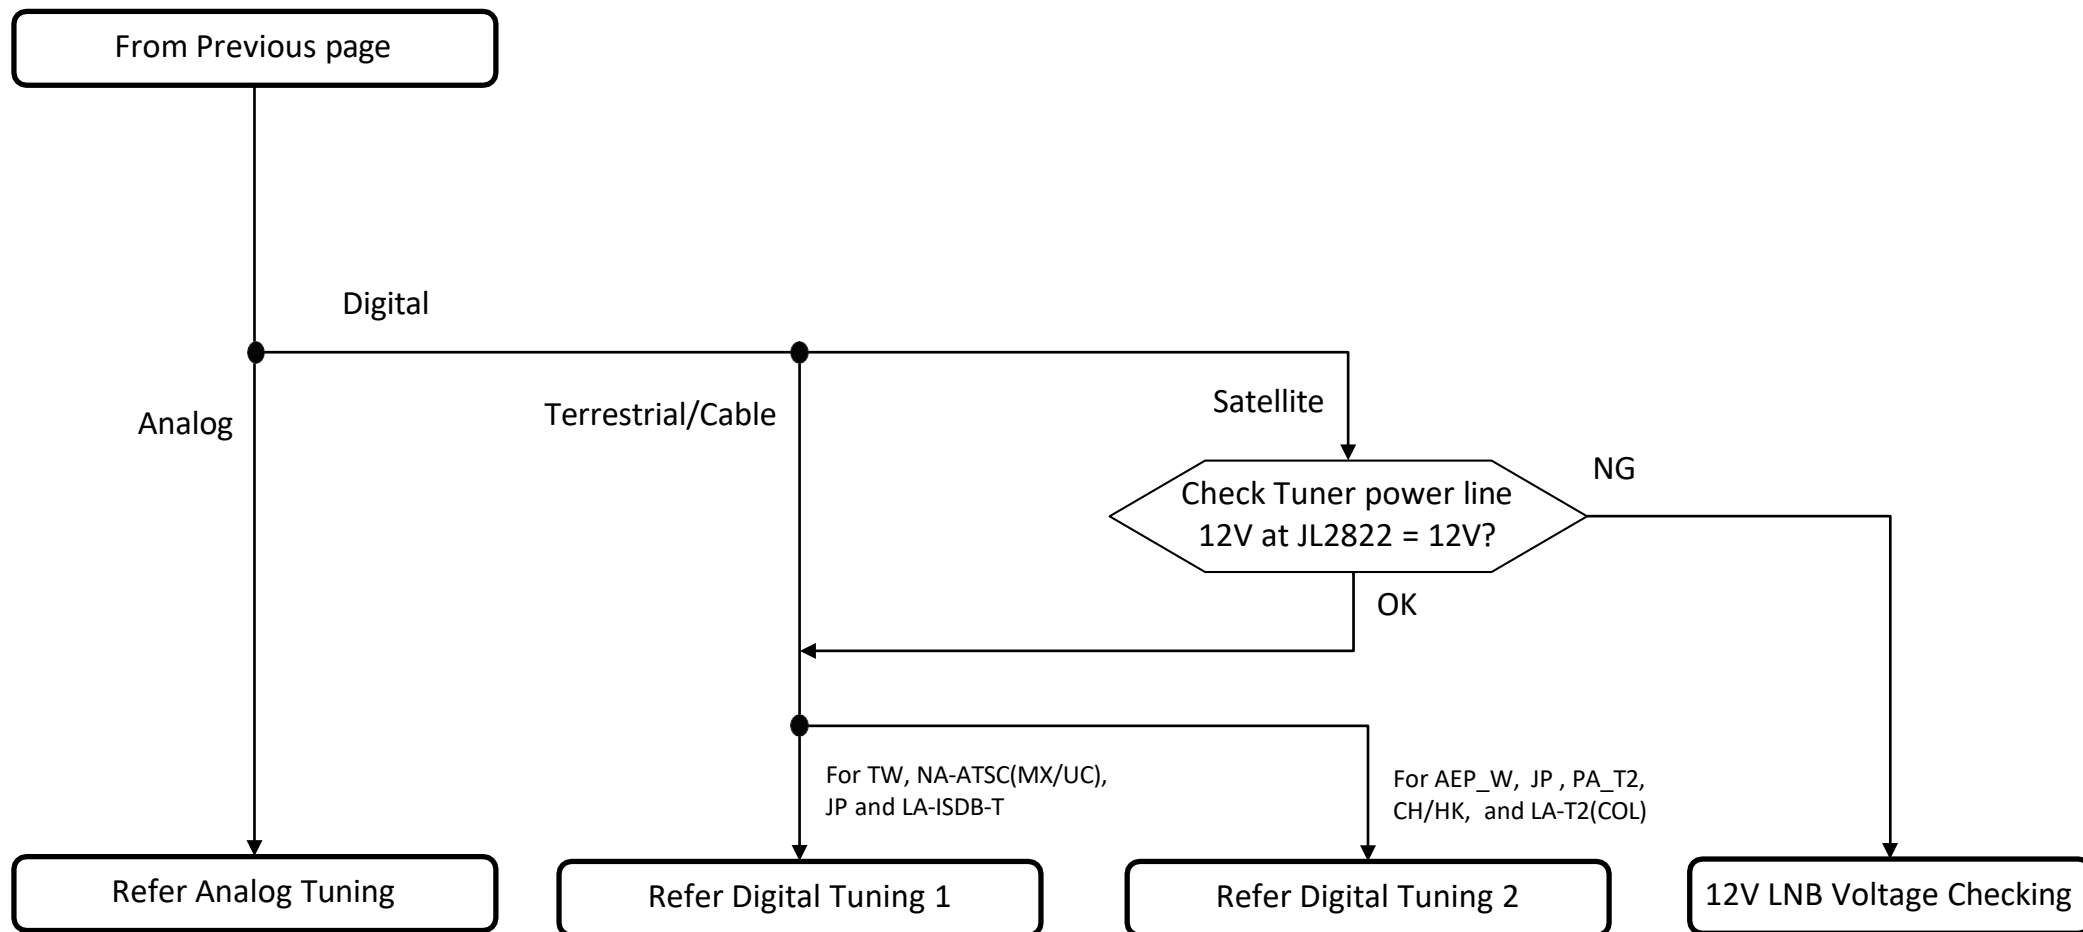 From Previous page
Digital
Analog
Terrestrial/Cable
Satellite
NG
Check Tuner power line
12V at JL2822 = 12V?
OK
For TW, NA-ATSC(MX/UC),
JP and LA-ISDB-T
For AEP_W, JP , PA_T2,
CH/HK, and LA-T2(COL)
Refer Analog Tuning
Refer Digital Tuning 1
Refer Digital Tuning 2
12V LNB Voltage Checking